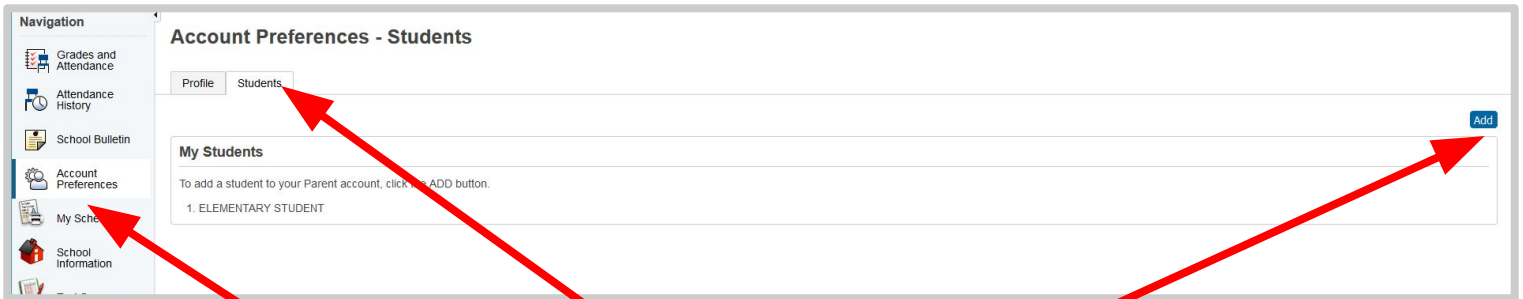 Navigation
Grades and
Attendance
Attendance
History
School Bulletin
Account
Preferences
My
School
Information
Account Preferences - Students
Profile Students
Add
My Students
To add a student to your Parent account, click the ADD button.
1. ELEMENTARY STUDENT